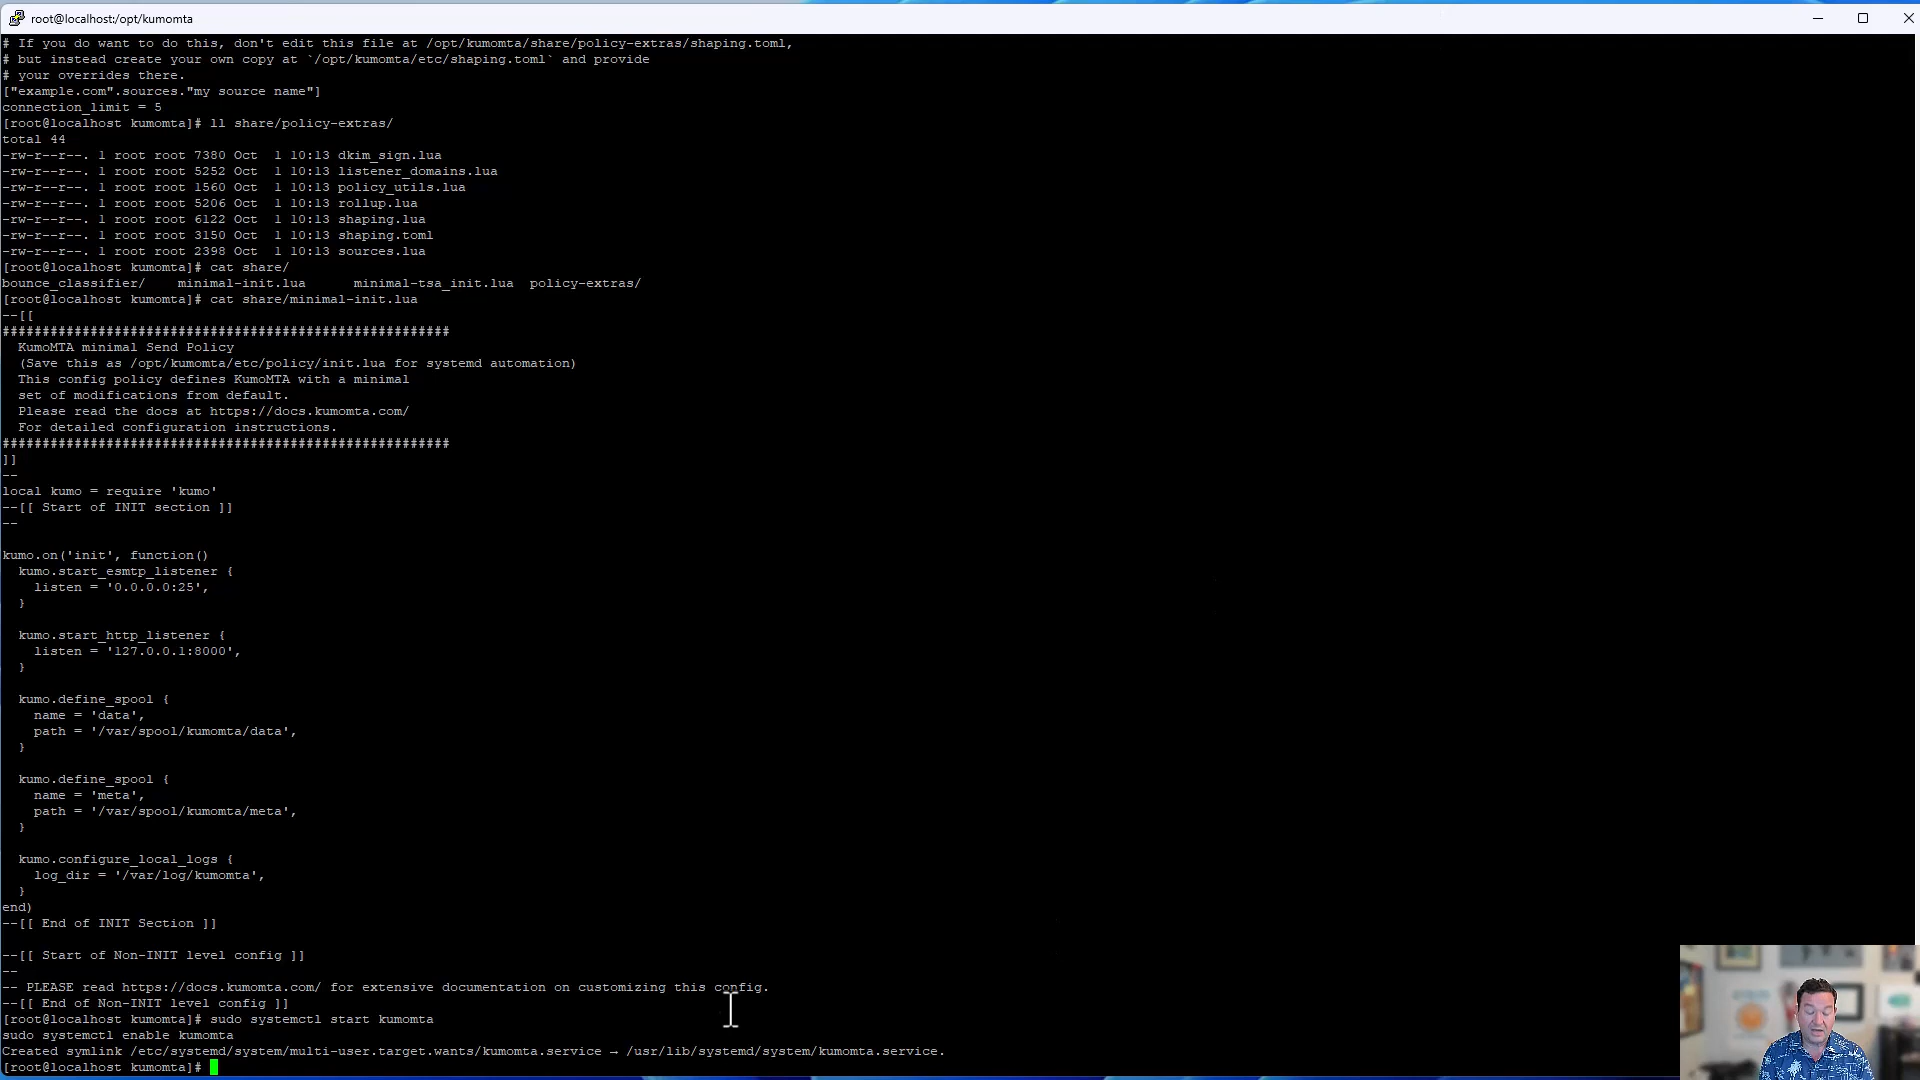 root@localhost:/opt/kumomta
# If you do want to do this, don't edit this file at /opt/kumomta/share/policy-extras/shaping.toml,
# but instead create your own copy at `/opt/kumomta/etc/shaping.toml` and provide
# your overrides there.
["example.com".sources."my source name"]
connection_limit = 5
[root@localhost kumomta]# ll share/policy-extras/
total 44
-rw-r--r--. 1 root root 7380 Oct  1 10:13 dkim_sign.lua
-rw-r--r--. 1 root root 5252 Oct  1 10:13 listener_domains.lua
-rw-r--r--. 1 root root 1560 Oct  1 10:13 policy_utils.lua
-rw-r--r--. 1 root root 5206 Oct  1 10:13 rollup.lua
-rw-r--r--. 1 root root 6122 Oct  1 10:13 shaping.lua
-rw-r--r--. 1 root root 3150 Oct  1 10:13 shaping.toml
-rw-r--r--. 1 root root 2398 Oct  1 10:13 sources.lua
[root@localhost kumomta]# cat share/
bounce_classifier/    minimal-init.lua      minimal-tsa_init.lua  policy-extras/
[root@localhost kumomta]# cat share/minimal-init.lua
--[[
########################################################
  KumoMTA minimal Send Policy
  (Save this as /opt/kumomta/etc/policy/init.lua for systemd automation)
  This config policy defines KumoMTA with a minimal
  set of modifications from default.
  Please read the docs at https://docs.kumomta.com/
  For detailed configuration instructions.
########################################################
]]
--
local kumo = require 'kumo'
--[[ Start of INIT section ]]
--
kumo.on('init', function()
  kumo.start_esmtp_listener {
    listen = '0.0.0.0:25',
  }
  kumo.start_http_listener {
    listen = '127.0.0.1:8000',
  }
  kumo.define_spool {
    name = 'data',
    path = '/var/spool/kumomta/data',
  }
  kumo.define_spool {
    name = 'meta',
    path = '/var/spool/kumomta/meta',
  }
  kumo.configure_local_logs {
    log_dir = '/var/log/kumomta',
  }
end)
--[[ End of INIT Section ]]
--[[ Start of Non-INIT level config ]]
--
-- PLEASE read https://docs.kumomta.com/ for extensive documentation on customizing this config.
--[[ End of Non-INIT level config ]]
[root@localhost kumomta]# sudo systemctl start kumomta
sudo systemctl enable kumomta
Created symlink /etc/systemd/system/multi-user.target.wants/kumomta.service → /usr/lib/systemd/system/kumomta.service.
[root@localhost kumomta]#